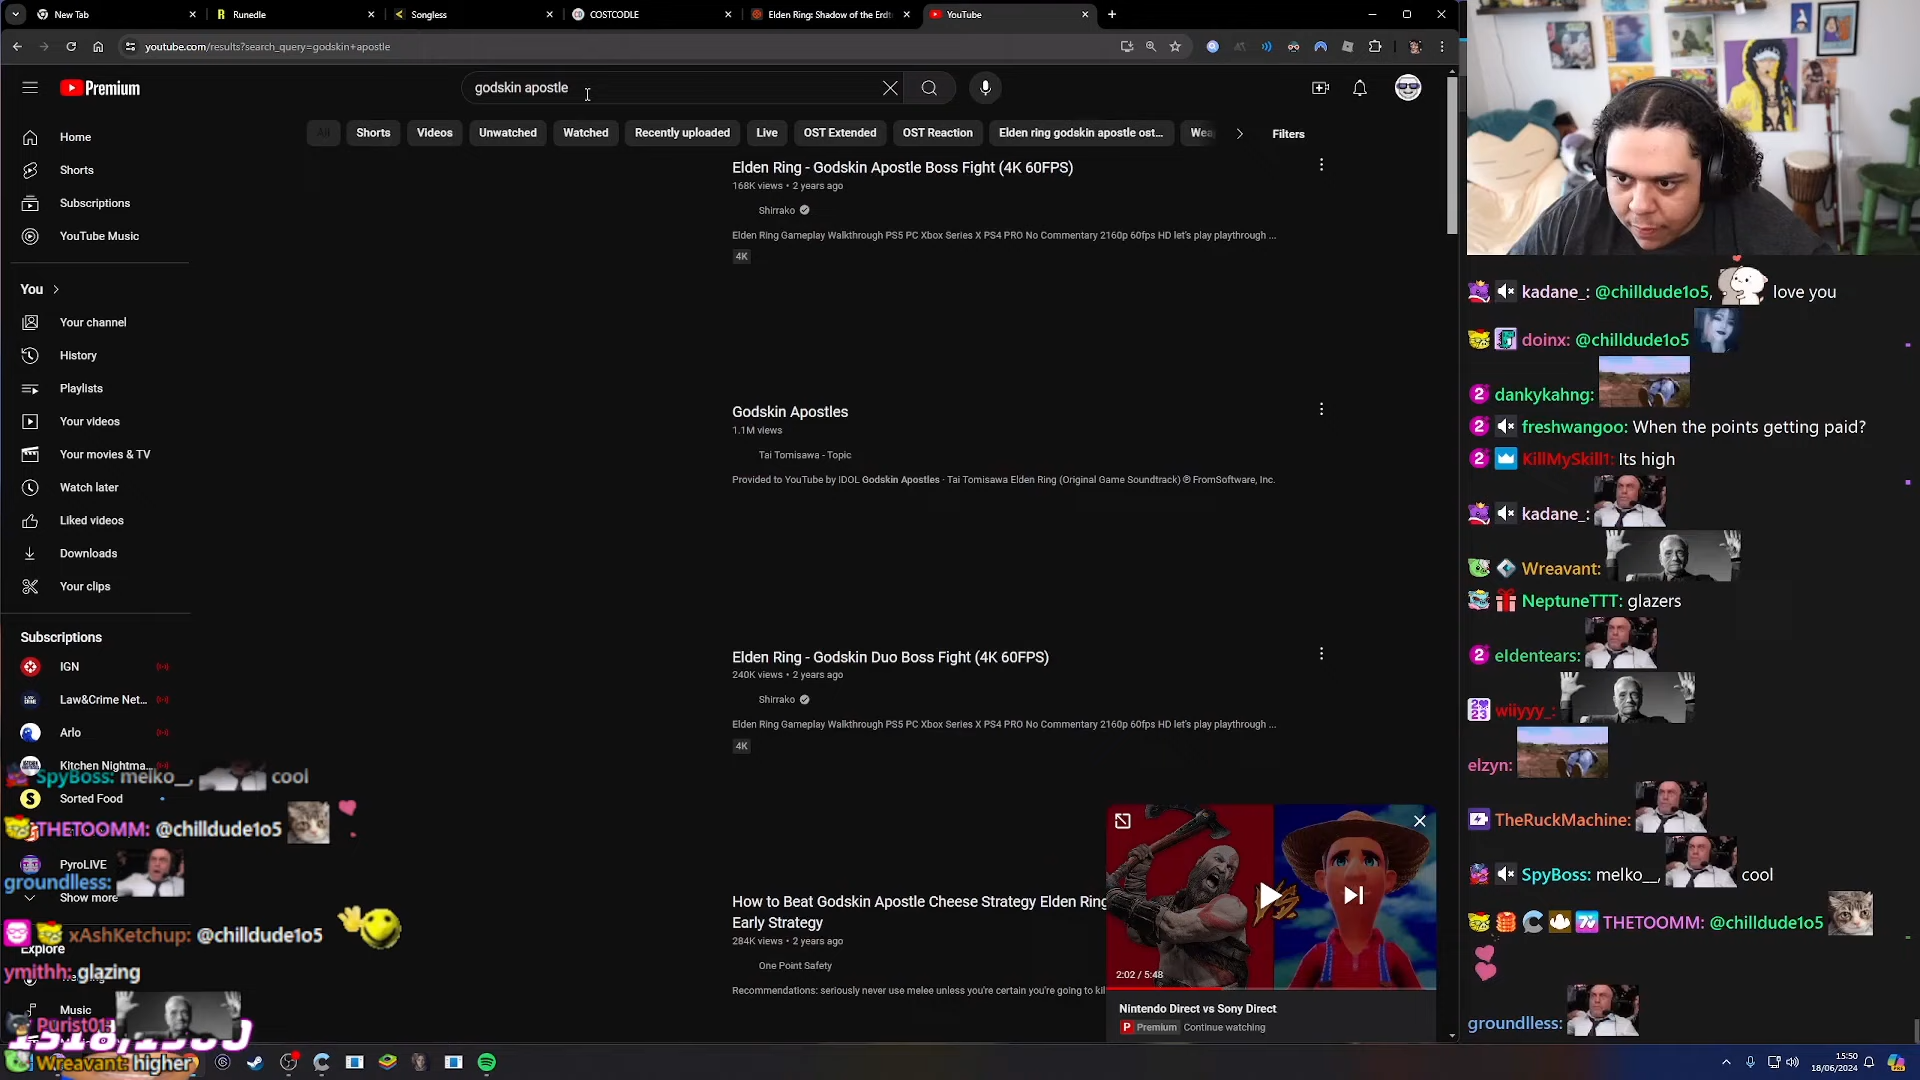 New Tab
Runedle
Songless
COSTCODLE
Elden Ring: Shadow of the Erdt
YouTube
youtube.com/results?search_query=godskin+apostle
Premium
godskin apostle
All
Shorts
Videos
Unwatched
Watched
Recently uploaded
Live
OST Extended
OST Reaction
Elden ring godskin apostle ost...
Wea
Filters
Home
Shorts
Subscriptions
YouTube Music
You
Your channel
History
Playlists
Your videos
Your movies & TV
Watch later
Liked videos
Downloads
Your clips
Subscriptions
IGN
Law&Crime Net...
Arlo
Kitchen Nightma...
Sorted Food
PyroLIVE
Show more
Explore
Music
Elden Ring - Godskin Apostle Boss Fight (4K 60FPS)
168K views • 2 years ago
Shirrako
Elden Ring Gameplay Walkthrough PS5 PC Xbox Series X PS4 PRO No Commentary 2160p 60fps HD let's play playthrough ...
4K
Godskin Apostles
1.1M views
Tai Tomisawa - Topic
Provided to YouTube by IDOL Godskin Apostles · Tai Tomisawa Elden Ring (Original Game Soundtrack) ℗ FromSoftware, Inc.
Elden Ring - Godskin Duo Boss Fight (4K 60FPS)
240K views • 2 years ago
Shirrako
Elden Ring Gameplay Walkthrough PS5 PC Xbox Series X PS4 PRO No Commentary 2160p 60fps HD let's play playthrough ...
4K
How to Beat Godskin Apostle Cheese Strategy Elden Ring
Early Strategy
284K views • 2 years ago
One Point Safety
Recommendations: seriously never use melee unless you're certain you're going to kil
2:02 / 5:48
Nintendo Direct vs Sony Direct
Premium Continue watching
SpyBoss: melko__, cool
THETOOMM: @chilldude1o5
groundlless:
xAshKetchup: @chilldude1o5
ymithh: glazing
Purist01:
Wreavant: higher
kadane_: @chilldude1o5, love you
doinx: @chilldude1o5
dankykahng:
freshwangoo: When the points getting paid?
KillMySkill1: Its high
kadane_:
Wreavant:
NeptuneTTT: glazers
eldentears:
wiiyyy_:
elzyn:
TheRuckMachine:
SpyBoss: melko__, cool
THETOOMM: @chilldude1o5
groundlless:
15:50
18/06/2024